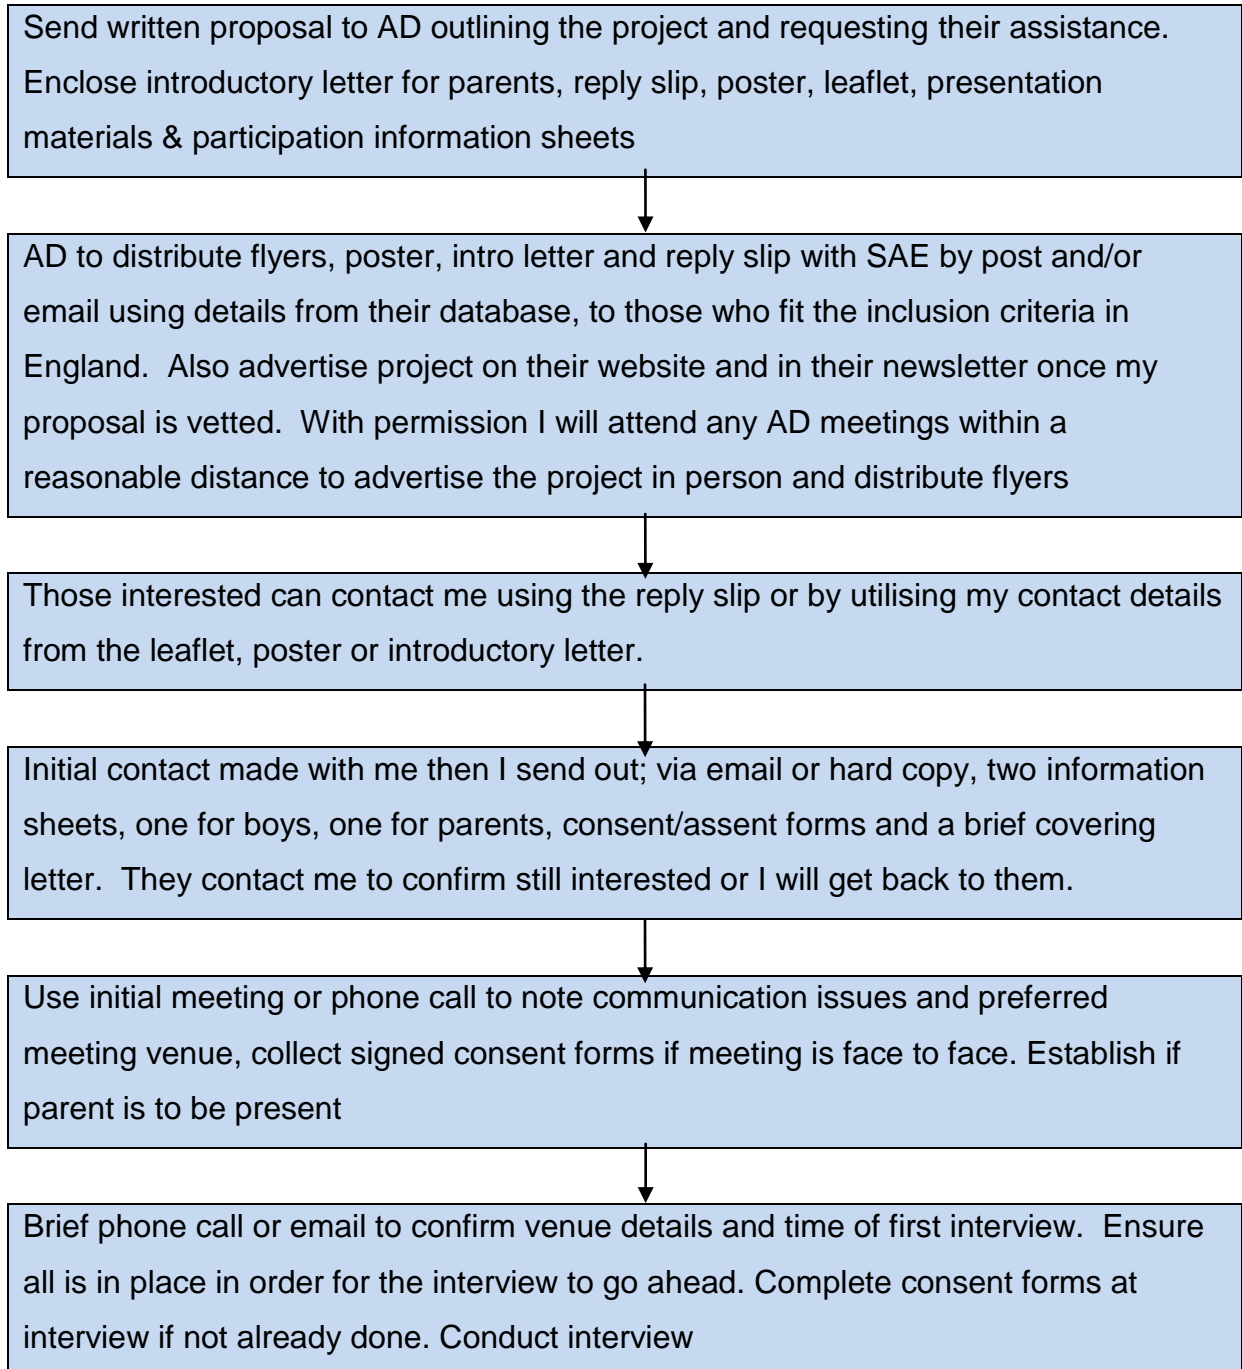 Send written proposal to AD outlining the project and requesting their assistance.
Enclose introductory letter for parents, reply slip, poster, leaflet, presentation
materials & participation information sheets
AD to distribute flyers, poster, intro letter and reply slip with SAE by post and/or
email using details from their database, to those who fit the inclusion criteria in
England.  Also advertise project on their website and in their newsletter once my
proposal is vetted.  With permission I will attend any AD meetings within a
reasonable distance to advertise the project in person and distribute flyers
Those interested can contact me using the reply slip or by utilising my contact details
from the leaflet, poster or introductory letter.
Initial contact made with me then I send out; via email or hard copy, two information
sheets, one for boys, one for parents, consent/assent forms and a brief covering
letter.  They contact me to confirm still interested or I will get back to them.
Use initial meeting or phone call to note communication issues and preferred
meeting venue, collect signed consent forms if meeting is face to face. Establish if
parent is to be present
Brief phone call or email to confirm venue details and time of first interview.  Ensure
all is in place in order for the interview to go ahead. Complete consent forms at
interview if not already done. Conduct interview